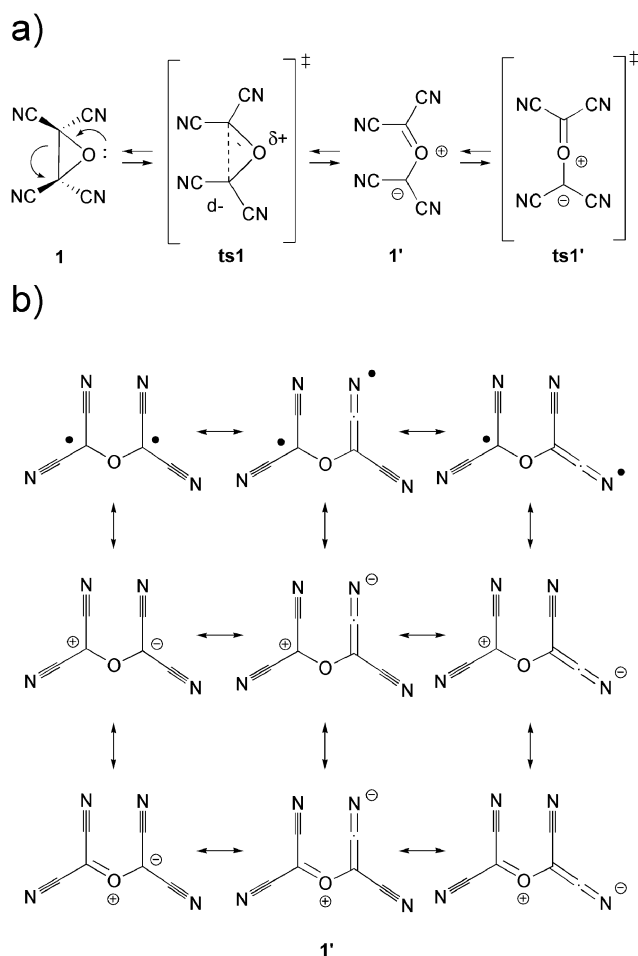 a)
‡ ‡
NC CN CN CN NC CN
NC NC
O : O δ+ O ⊕ O
⊕
NC CN NC NC ⊖ NC ⊖ CN
d- CN CN
1 ts1 1' ts1'
b)
N N N • N
• • • •
O O O
N N N N N N •
N N N ⊖ N
⊕ ⊖ ⊕ ⊕
O O O
N N N N N N ⊖
N N N ⊖ N
⊖
O O O
N ⊕ N N ⊕ N N ⊕ N ⊖
1'